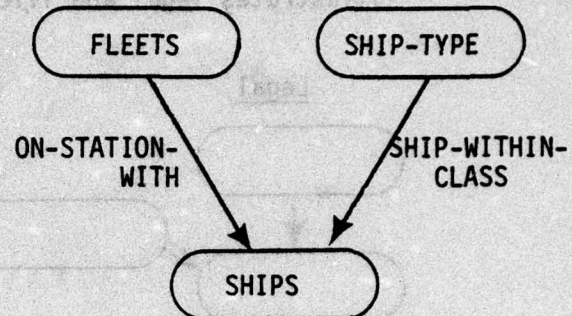 FLEETS
SHIP-TYPE
ON-STATION-
WITH
SHIP-WITHIN-
CLASS
SHIPS